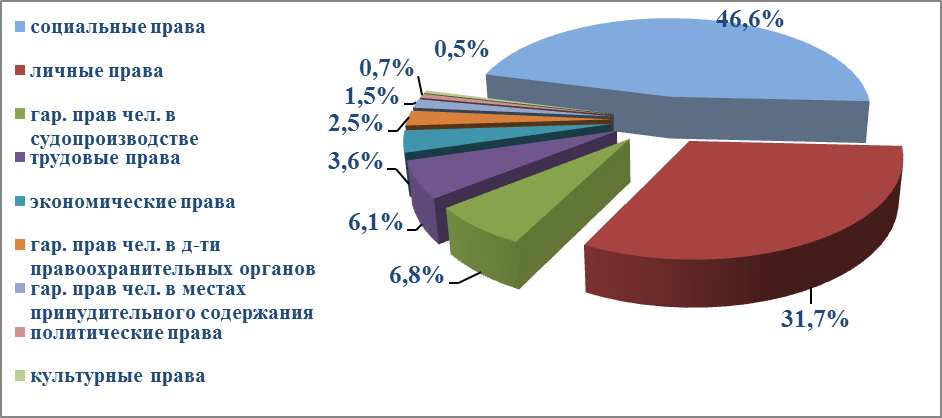 социальные права
личные права
гар. прав чел. в
судопроизводстве
трудовые права
экономические права
гар. прав чел. в д-ти
правоохранительных органов
гар. прав чел. в местах
принудительного содержания
политические права
культурные права
46,6%
0,5%
0,7%
1,5%
2,5%
3,6%
6,1%
6,8%
31,7%